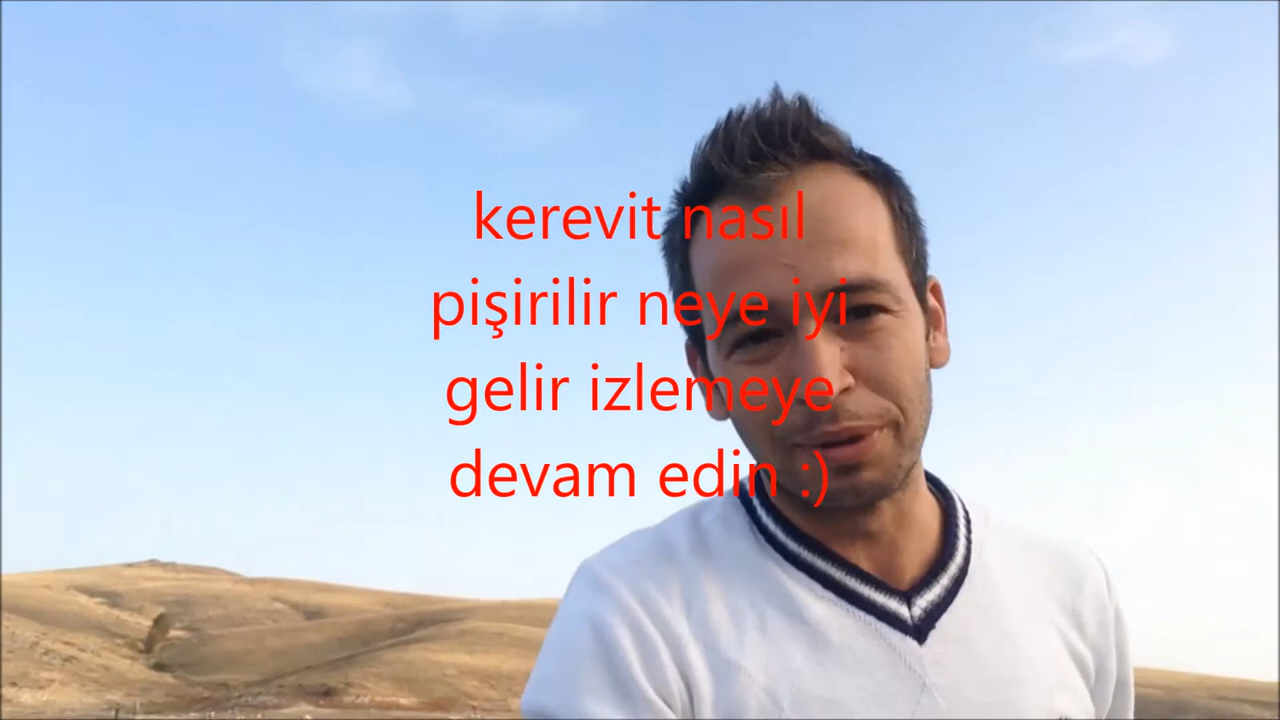 kerevit nasıl
pişirilir neye iyi
gelir izlemeye
devam edin :)